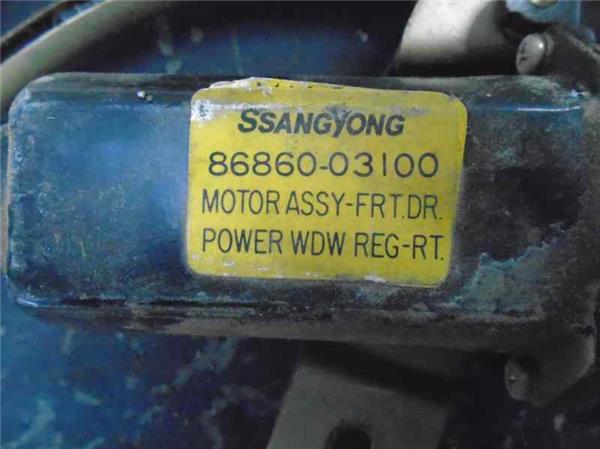 SSANGYONG
86860-03100
MOTOR ASSY-FRT.DR.
POWER WDW REG-RT.